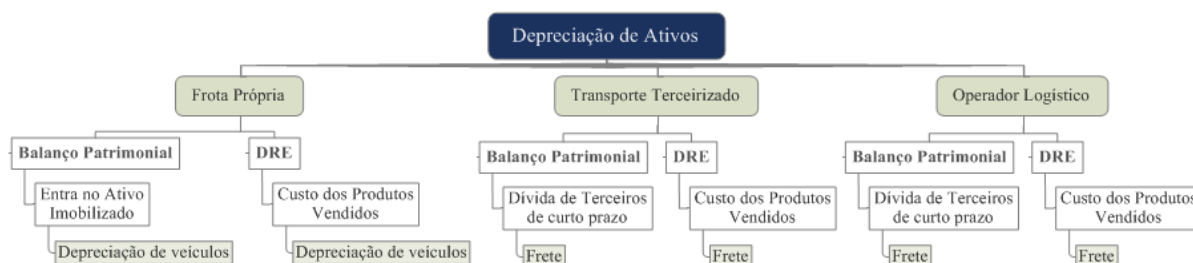 Depreciação de Ativos
Frota Própria
Transporte Terceirizado
Operador Logístico
Balanço Patrimonial
DRE
Balanço Patrimonial
DRE
Balanço Patrimonial
DRE
Entra no Ativo
Imobilizado
Custo dos Produtos
Vendidos
Dívida de Terceiros
de curto prazo
Custo dos Produtos
Vendidos
Dívida de Terceiros
de curto prazo
Custo dos Produtos
Vendidos
Depreciação de veículos
Depreciação de veículos
Frete
Frete
Frete
Frete